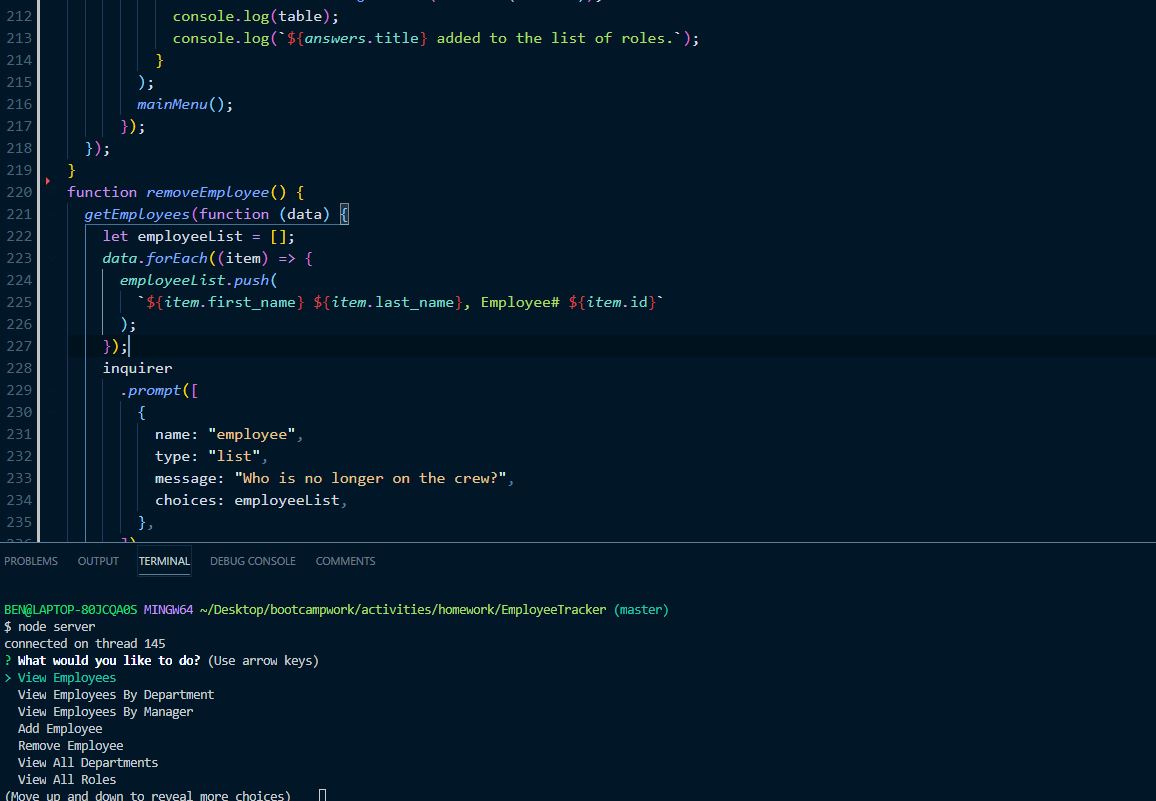 212 console.log(table);
213 console.log(`${answers.title} added to the list of roles.`);
214 }
215 );
216 mainMenu();
217 });
218 });
219 }
220 function removeEmployee() {
221 getEmployees(function (data) {
222 let employeeList = [];
223 data.forEach((item) => {
224 employeeList.push(
225 `${item.first_name} ${item.last_name}, Employee# ${item.id}`
226 );
227 });
228 inquirer
229 .prompt([
230 {
231 name: "employee",
232 type: "list",
233 message: "Who is no longer on the crew?",
234 choices: employeeList,
235 },
PROBLEMS OUTPUT TERMINAL DEBUG CONSOLE COMMENTS
BEN@LAPTOP-80JCQA0S MINGW64 ~/Desktop/bootcampwork/activities/homework/EmployeeTracker (master)
$ node server
connected on thread 145
? What would you like to do? (Use arrow keys)
> View Employees
View Employees By Department
View Employees By Manager
Add Employee
Remove Employee
View All Departments
View All Roles
(Move up and down to reveal more choices)